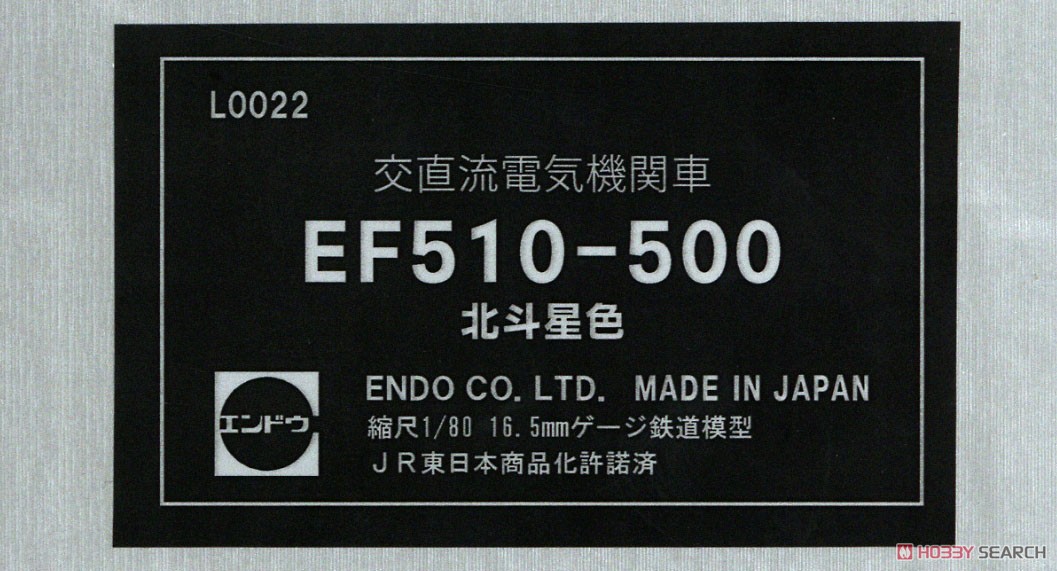 L0022
交直流電気機関車
EF510-500
北斗星色
エンドウ
ENDO CO. LTD. MADE IN JAPAN
縮尺1/80 16.5mmゲージ鉄道模型
JR東日本商品化許諾済
HOBBY SEARCH